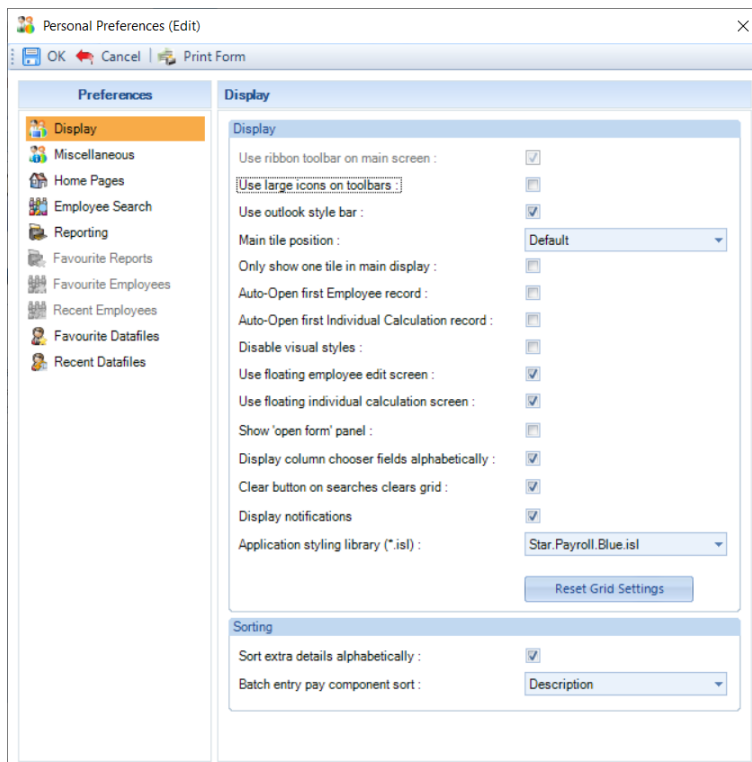 Personal Preferences (Edit)
OK Cancel Print Form
Preferences
Display
Miscellaneous
Home Pages
Employee Search
Reporting
Favourite Reports
Favourite Employees
Recent Employees
Favourite Datafiles
Recent Datafiles
Display
Display
Use ribbon toolbar on main screen :
Use large icons on toolbars :
Use outlook style bar :
Main tile position : Default
Only show one tile in main display :
Auto-Open first Employee record :
Auto-Open first Individual Calculation record :
Disable visual styles :
Use floating employee edit screen :
Use floating individual calculation screen :
Show 'open form' panel :
Display column chooser fields alphabetically :
Clear button on searches clears grid :
Display notifications
Application styling library (*.isl) : Star.Payroll.Blue.isl
Reset Grid Settings
Sorting
Sort extra details alphabetically :
Batch entry pay component sort : Description